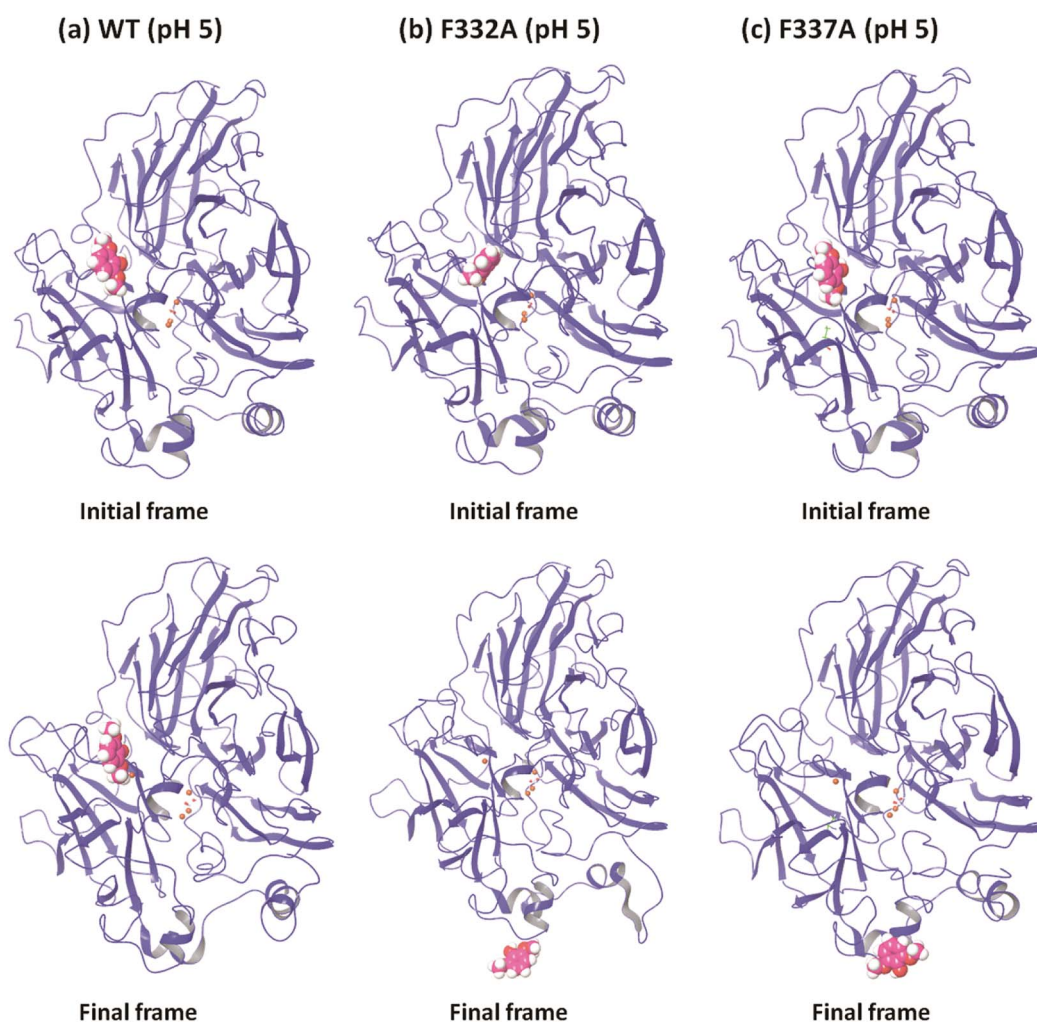 (a) WT (pH 5)
(b) F332A (pH 5)
(c) F337A (pH 5)
Initial frame
Initial frame
Initial frame
Final frame
Final frame
Final frame